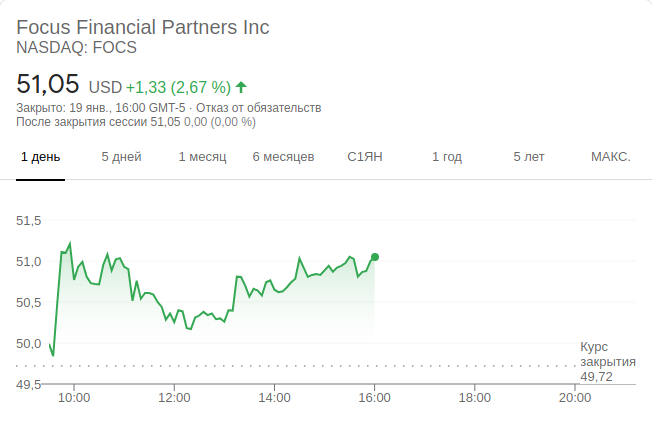 Focus Financial Partners Inc
NASDAQ: FOCS
51,05 USD +1,33 (2,67 %)
Закрыто: 19 янв., 16:00 GMT-5 · Отказ от обязательств
После закрытия сессии 51,05 0,00 (0,00 %)
1 день 5 дней 1 месяц 6 месяцев С1ЯН 1 год 5 лет МАКС.
51,5
51,0
50,5
50,0
Курс
закрытия
49,72
49,5
10:00 12:00 14:00 16:00 18:00 20:00